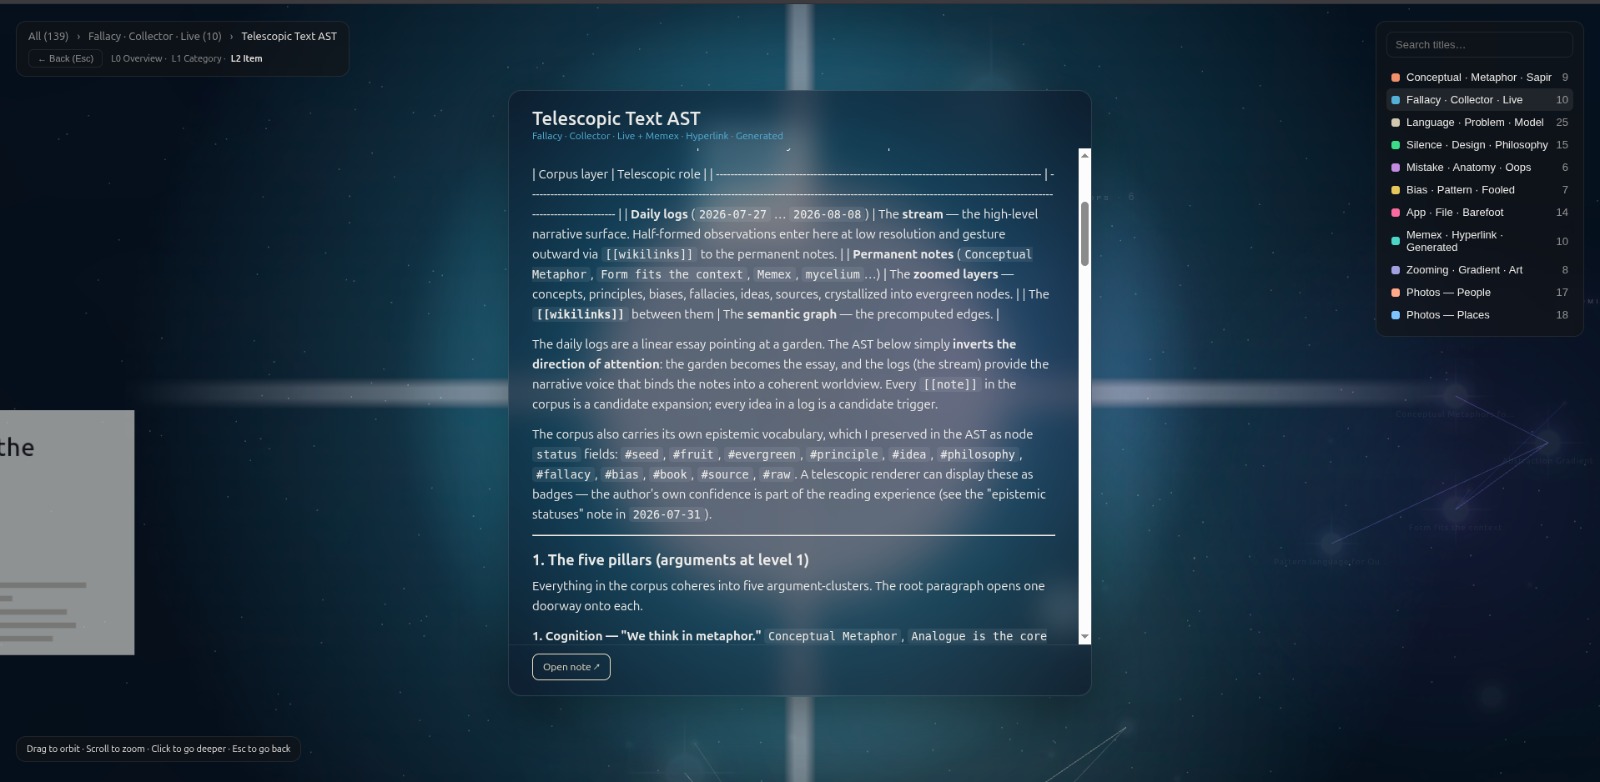 All (139) › Fallacy · Collector · Live (10) › Telescopic Text AST
← Back (Esc) L0 Overview · L1 Category · L2 Item
the
Telescopic Text AST
Fallacy · Collector · Live + Memex · Hyperlink · Generated
| Corpus layer | Telescopic role | | -------------------------------------------------------------------------------- | -
--------------------------------------------------------------------------------------------------------------------------------
--------------------- | | Daily logs ( 2026-07-27 … 2026-08-08 ) | The stream — the high-level
narrative surface. Half-formed observations enter here at low resolution and gesture
outward via [[wikilinks]] to the permanent notes. | | Permanent notes ( Conceptual
Metaphor , Form fits the context , Memex , mycelium …) | The zoomed layers —
concepts, principles, biases, fallacies, ideas, sources, crystallized into evergreen nodes. | | The
[[wikilinks]] between them | The semantic graph — the precomputed edges. |
The daily logs are a linear essay pointing at a garden. The AST below simply inverts the
direction of attention: the garden becomes the essay, and the logs (the stream) provide the
narrative voice that binds the notes into a coherent worldview. Every [[note]] in the
corpus is a candidate expansion; every idea in a log is a candidate trigger.
The corpus also carries its own epistemic vocabulary, which I preserved in the AST as node
status fields: #seed , #fruit , #evergreen , #principle , #idea , #philosophy ,
#fallacy , #bias , #book , #source , #raw . A telescopic renderer can display these as
badges — the author's own confidence is part of the reading experience (see the "epistemic
statuses" note in 2026-07-31 ).
1. The five pillars (arguments at level 1)
Everything in the corpus coheres into five argument-clusters. The root paragraph opens one
doorway onto each.
1. Cognition — "We think in metaphor." Conceptual Metaphor , Analogue is the core
Open note ↗
Search titles…
Conceptual · Metaphor · Sapir 9
Fallacy · Collector · Live 10
Language · Problem · Model 25
Silence · Design · Philosophy 15
Mistake · Anatomy · Oops 6
Bias · Pattern · Fooled 7
App · File · Barefoot 14
Memex · Hyperlink ·
Generated 10
Zooming · Gradient · Art 8
Photos — People 17
Photos — Places 18
Drag to orbit · Scroll to zoom · Click to go deeper · Esc to go back